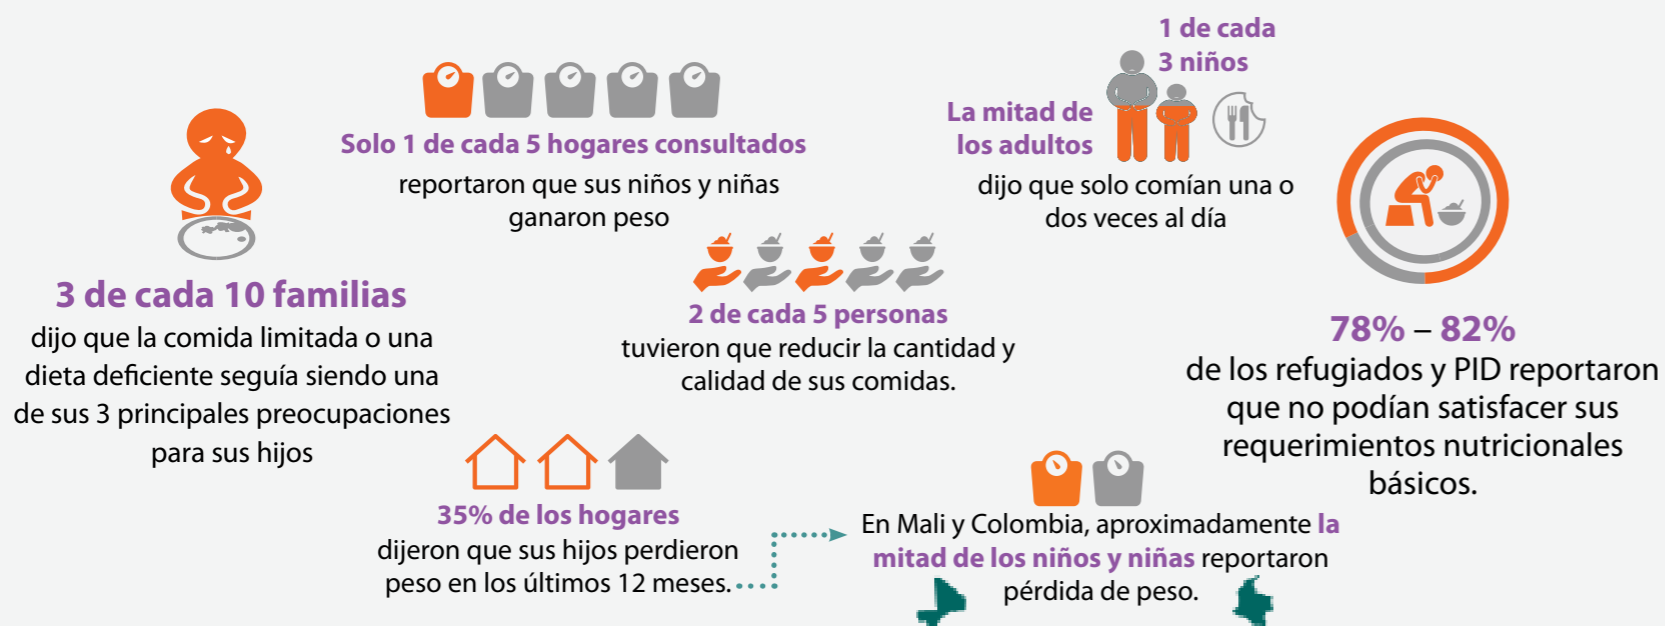 3 de cada 10 familias
dijo que la comida limitada o una
dieta deficiente seguía siendo una
de sus 3 principales preocupaciones
para sus hijos
Solo 1 de cada 5 hogares consultados
reportaron que sus niños y niñas
ganaron peso
2 de cada 5 personas
tuvieron que reducir la cantidad y
calidad de sus comidas.
35% de los hogares
dijeron que sus hijos perdieron
peso en los últimos 12 meses.
En Mali y Colombia, aproximadamente la
mitad de los niños y niñas reportaron
pérdida de peso.
1 de cada
3 niños
La mitad de
los adultos
dijo que solo comían una o
dos veces al día
78% – 82%
de los refugiados y PID reportaron
que no podían satisfacer sus
requerimientos nutricionales
básicos.